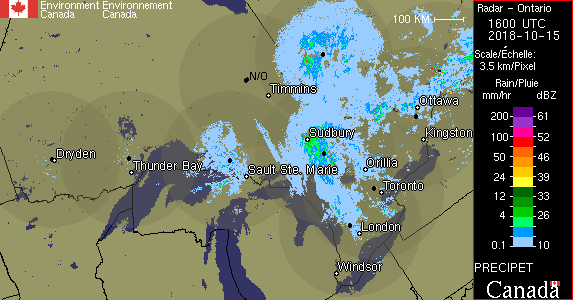 Environment Environnement
Canada Canada
100 KM
N/O
Timmins
Ottawa
Sudbury
Kingston
Dryden
Thunder Bay
Sault Ste. Marie
Orillia
Toronto
London
Windsor
Radar - Ontario
1600 UTC
2018-10-15
Scale/Échelle:
3.5 km/Pixel
Rain/Pluie
mm/hr dBZ
200 61
100 56
52
50 46
24 39
12 33
4 26
0.1 10
PRECIPET
Canada